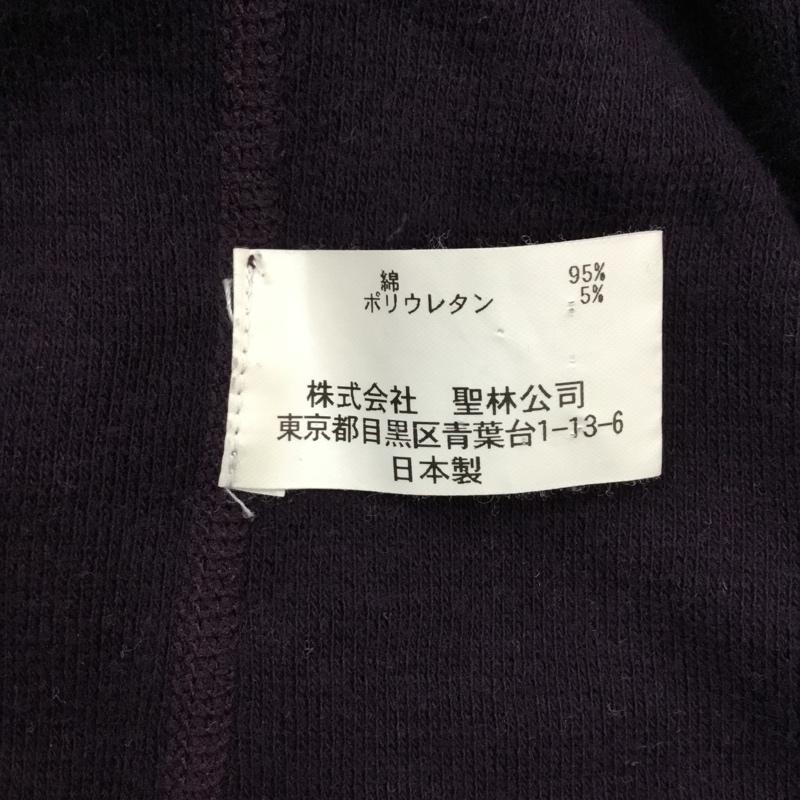 綿 95%
ポリウレタン 5%
株式会社 聖林公司
東京都目黒区青葉台1-13-6
日本製